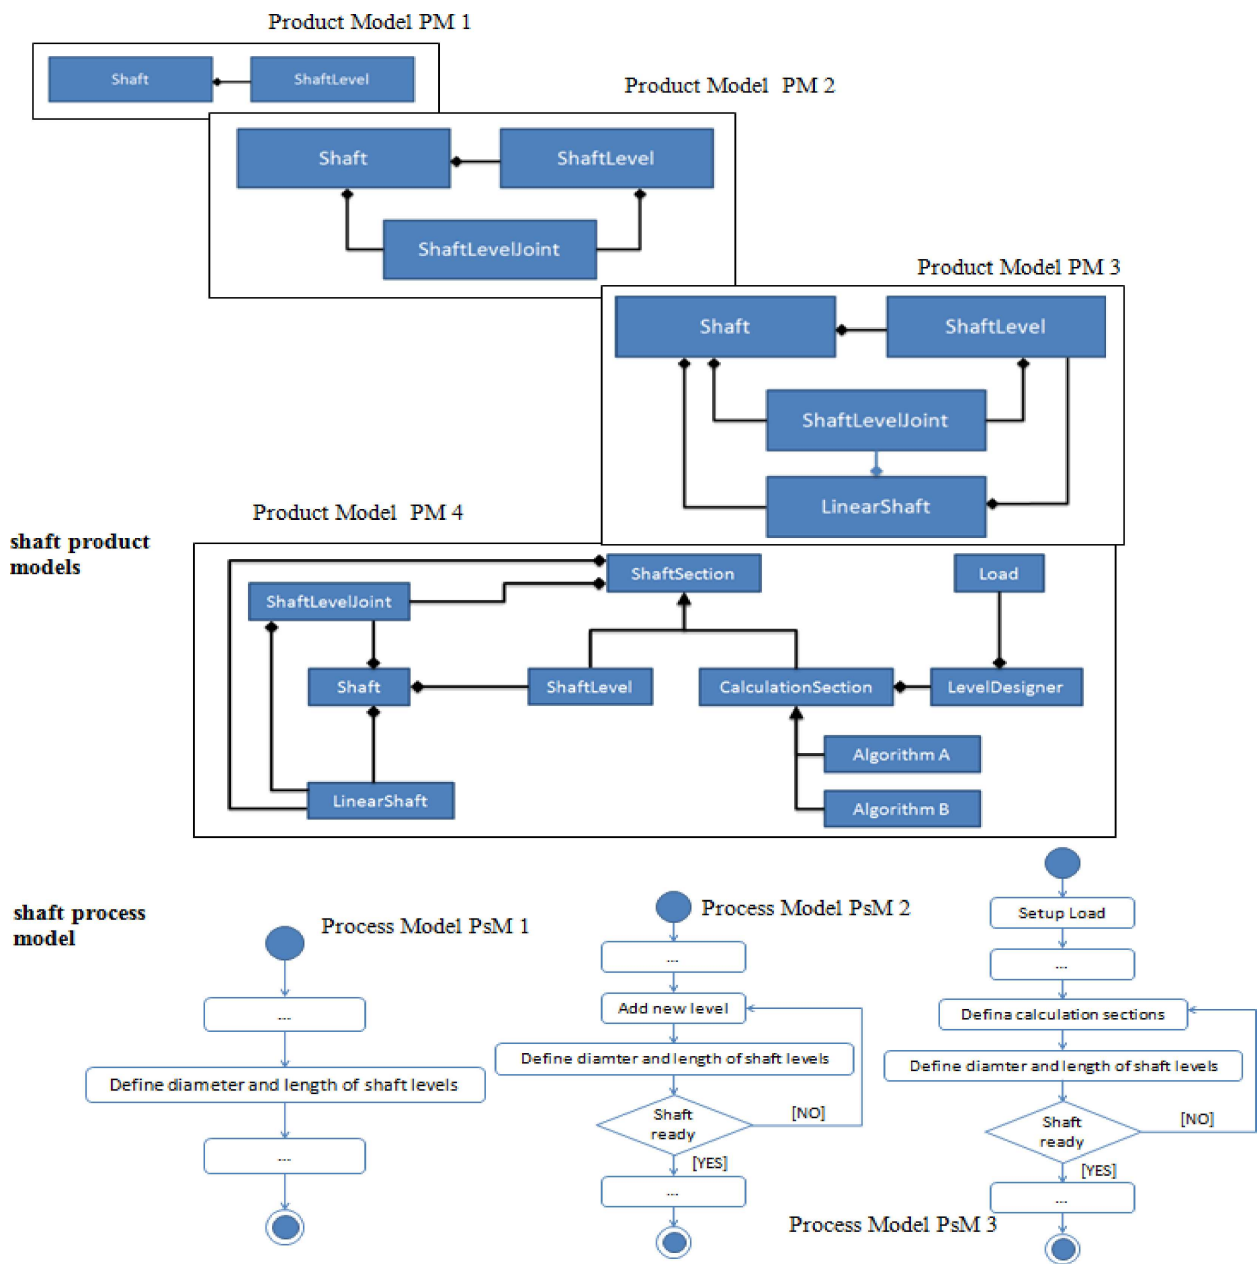 Product Model PM 1
Shaft
ShaftLevel
Product Model PM 2
Shaft
ShaftLevel
ShaftLevelJoint
Product Model PM 3
Shaft
ShaftLevel
ShaftLevelJoint
LinearShaft
Product Model PM 4
shaft product
models
ShaftSection
Load
ShaftLevelJoint
Shaft
ShaftLevel
CalculationSection
LevelDesigner
Algorithm A
LinearShaft
Algorithm B
shaft process
model
Process Model PsM 1
...
Define diameter and length of shaft levels
...
Process Model PsM 2
...
Add new level
Define diamter and length of shaft levels
Shaft
ready
[NO]
[YES]
...
Setup Load
...
Defina calculation sections
Define diamter and length of shaft levels
Shaft
ready
[NO]
[YES]
...
Process Model PsM 3